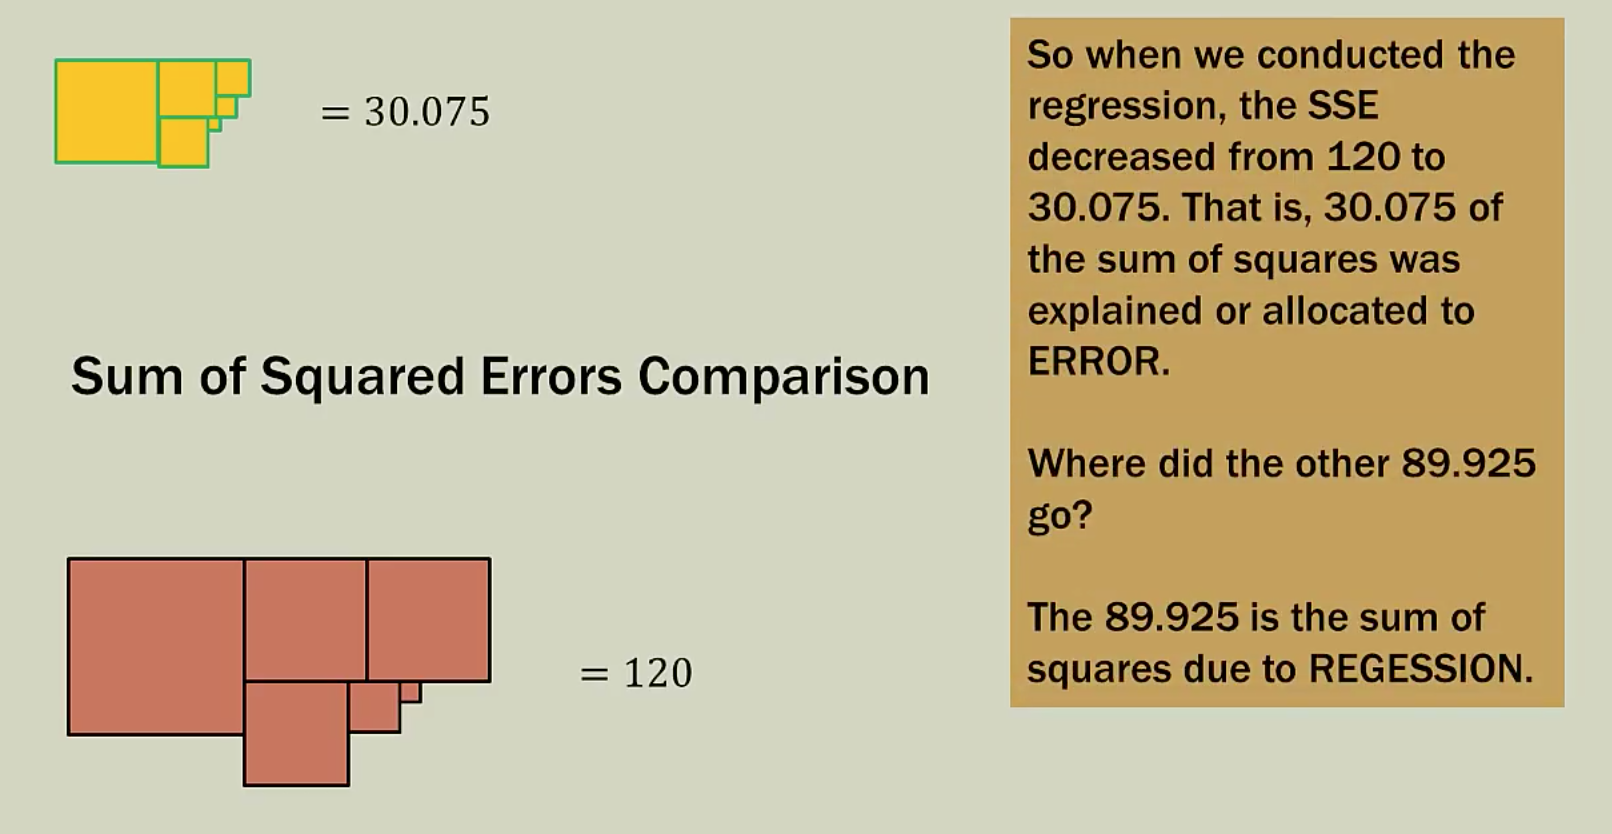 = 30.075
Sum of Squared Errors Comparison
= 120
So when we conducted the
regression, the SSE
decreased from 120 to
30.075. That is, 30.075 of
the sum of squares was
explained or allocated to
ERROR.
Where did the other 89.925
go?
The 89.925 is the sum of
squares due to REGESSION.